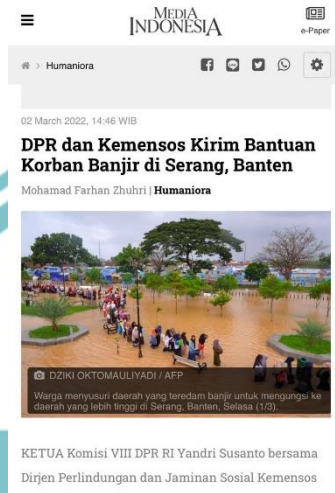 MEDIA
INDONESIA
e-Paper
Humaniora
02 March 2022, 14:46 WIB
DPR dan Kemensos Kirim Bantuan
Korban Banjir di Serang, Banten
Mohamad Farhan Zhuhri | Humaniora
DZIKI OKTOMAULIYADI / AFP
Warga menyusuri daerah yang teredam banjir untuk mengungsi ke
daerah yang lebih tinggi di Serang, Banten, Selasa (1/3).
KETUA Komisi VIII DPR RI Yandri Susanto bersama
Dirjen Perlindungan dan Jaminan Sosial Kemensos